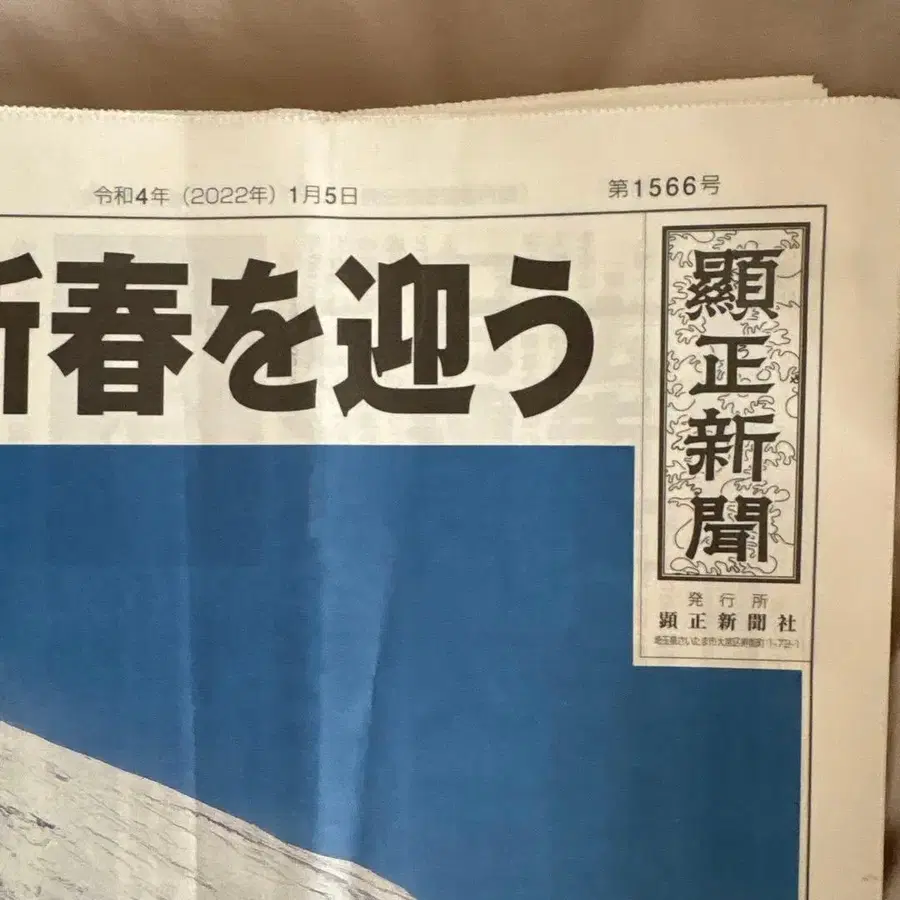 令和4年（2022年）1月5日
第1566号
新春を迎う
顯正新聞
発行所
顕正新聞社